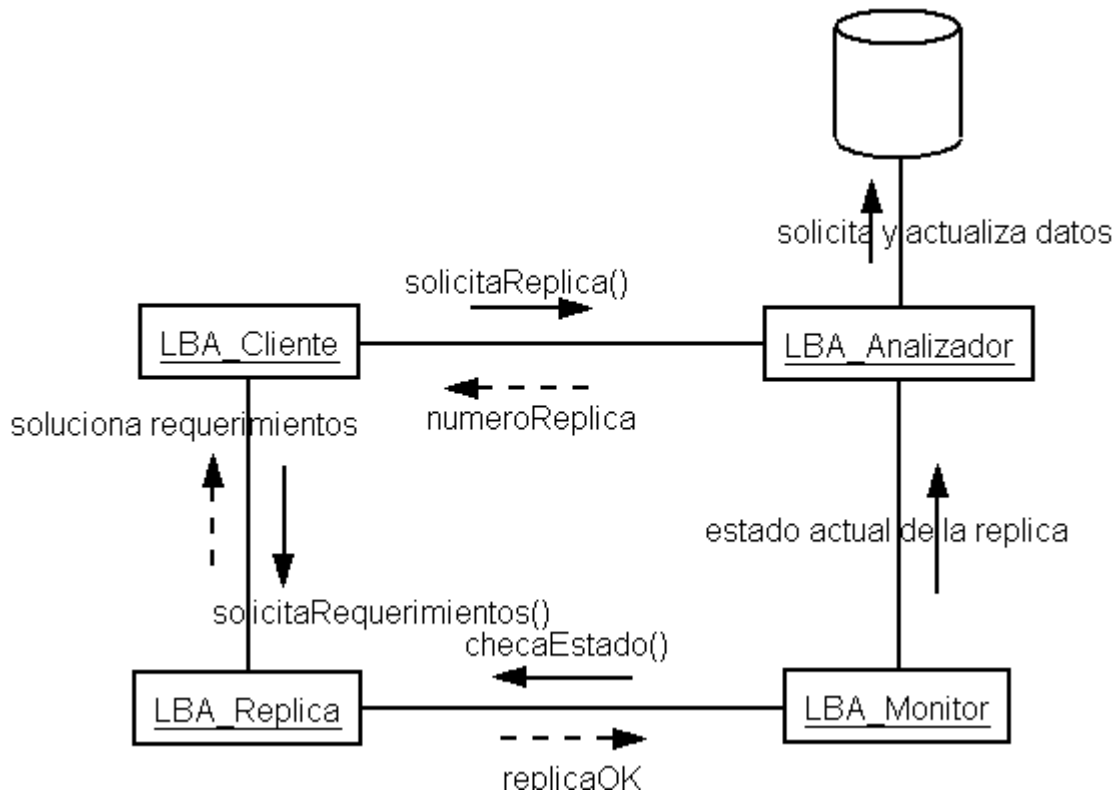 solicita y actualiza datos
solicitaReplica()
LBA_Cliente
LBA_Analizador
numeroReplica
soluciona requerimientos
estado actual de la replica
solicitaRequerimientos()
checaEstado()
LBA_Replica
LBA_Monitor
replicaOK